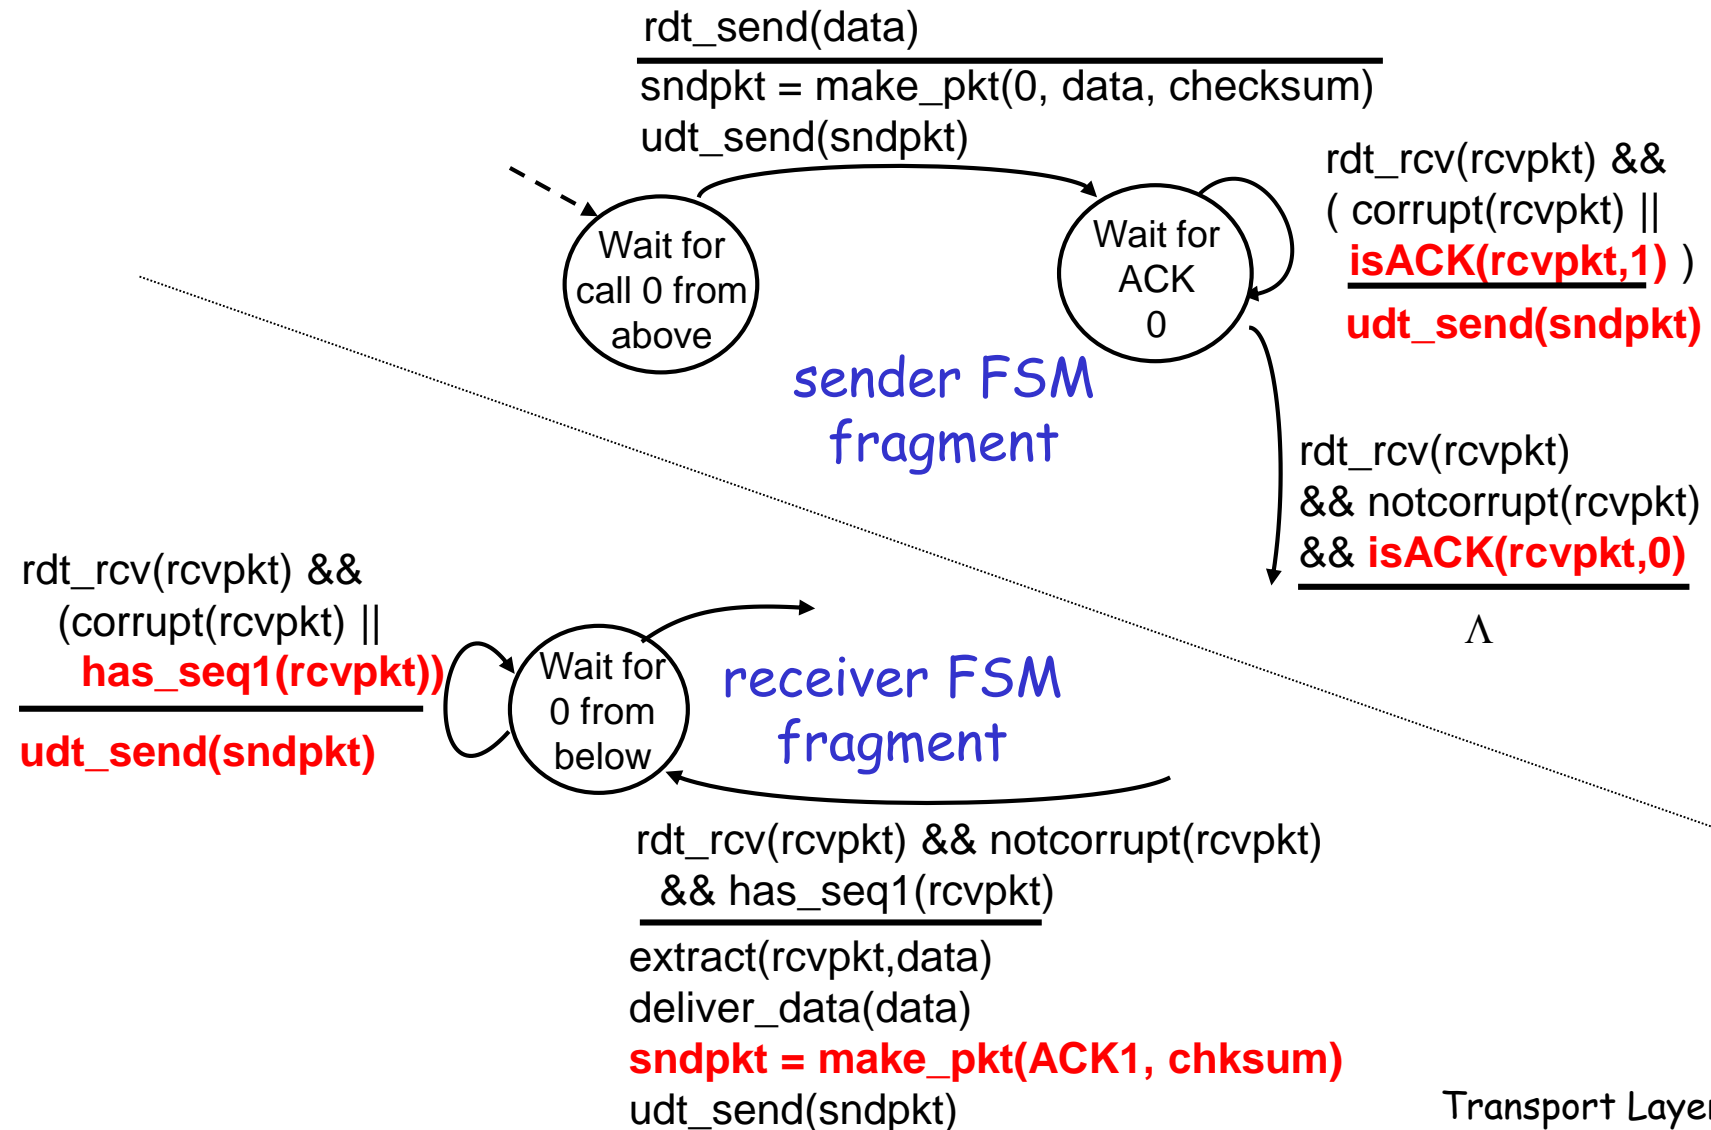 rdt_send(data)
sndpkt = make_pkt(0, data, checksum)
udt_send(sndpkt)
rdt_rcv(rcvpkt) &&
( corrupt(rcvpkt) ||
isACK(rcvpkt,1) )
udt_send(sndpkt)
Wait for
call 0 from
above
Wait for
ACK
0
sender FSM
fragment
rdt_rcv(rcvpkt)
&& notcorrupt(rcvpkt)
&& isACK(rcvpkt,0)
Λ
rdt_rcv(rcvpkt) &&
(corrupt(rcvpkt) ||
has_seq1(rcvpkt))
udt_send(sndpkt)
Wait for
0 from
below
receiver FSM
fragment
rdt_rcv(rcvpkt) && notcorrupt(rcvpkt)
&& has_seq1(rcvpkt)
extract(rcvpkt,data)
deliver_data(data)
sndpkt = make_pkt(ACK1, chksum)
udt_send(sndpkt)
Transport Layer